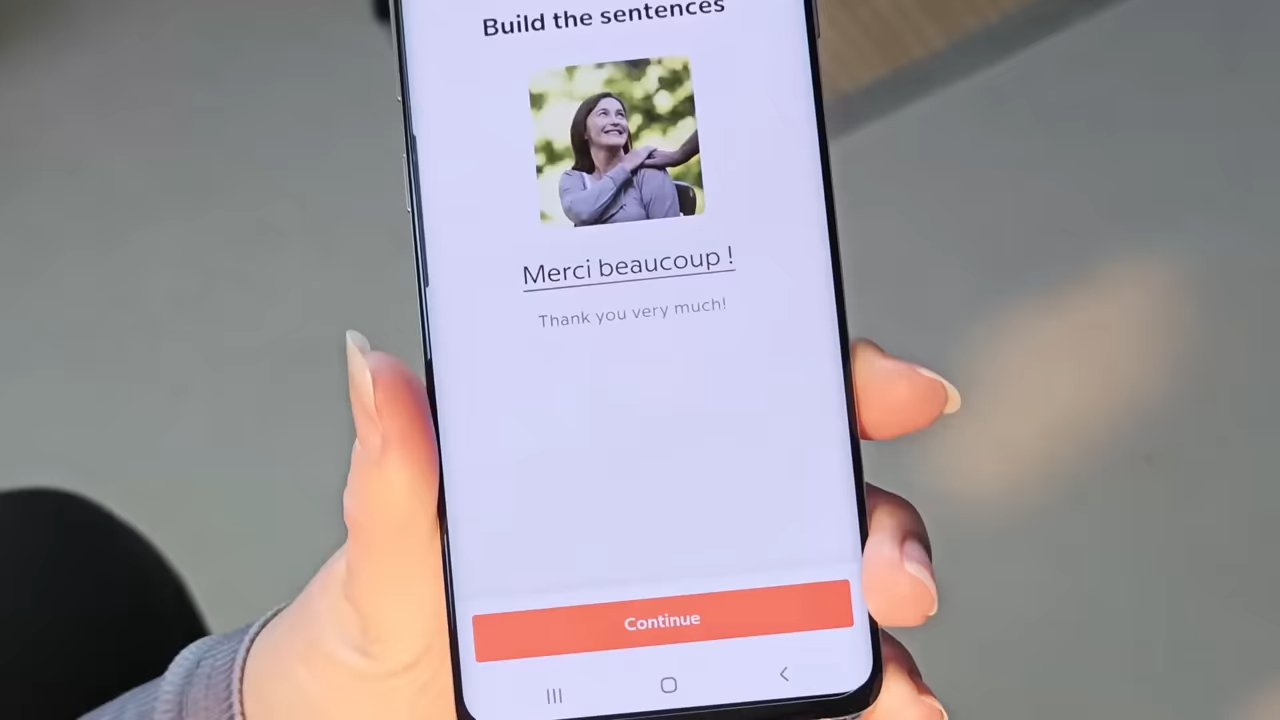 Build the sentences
Merci beaucoup !
Thank you very much!
Continue